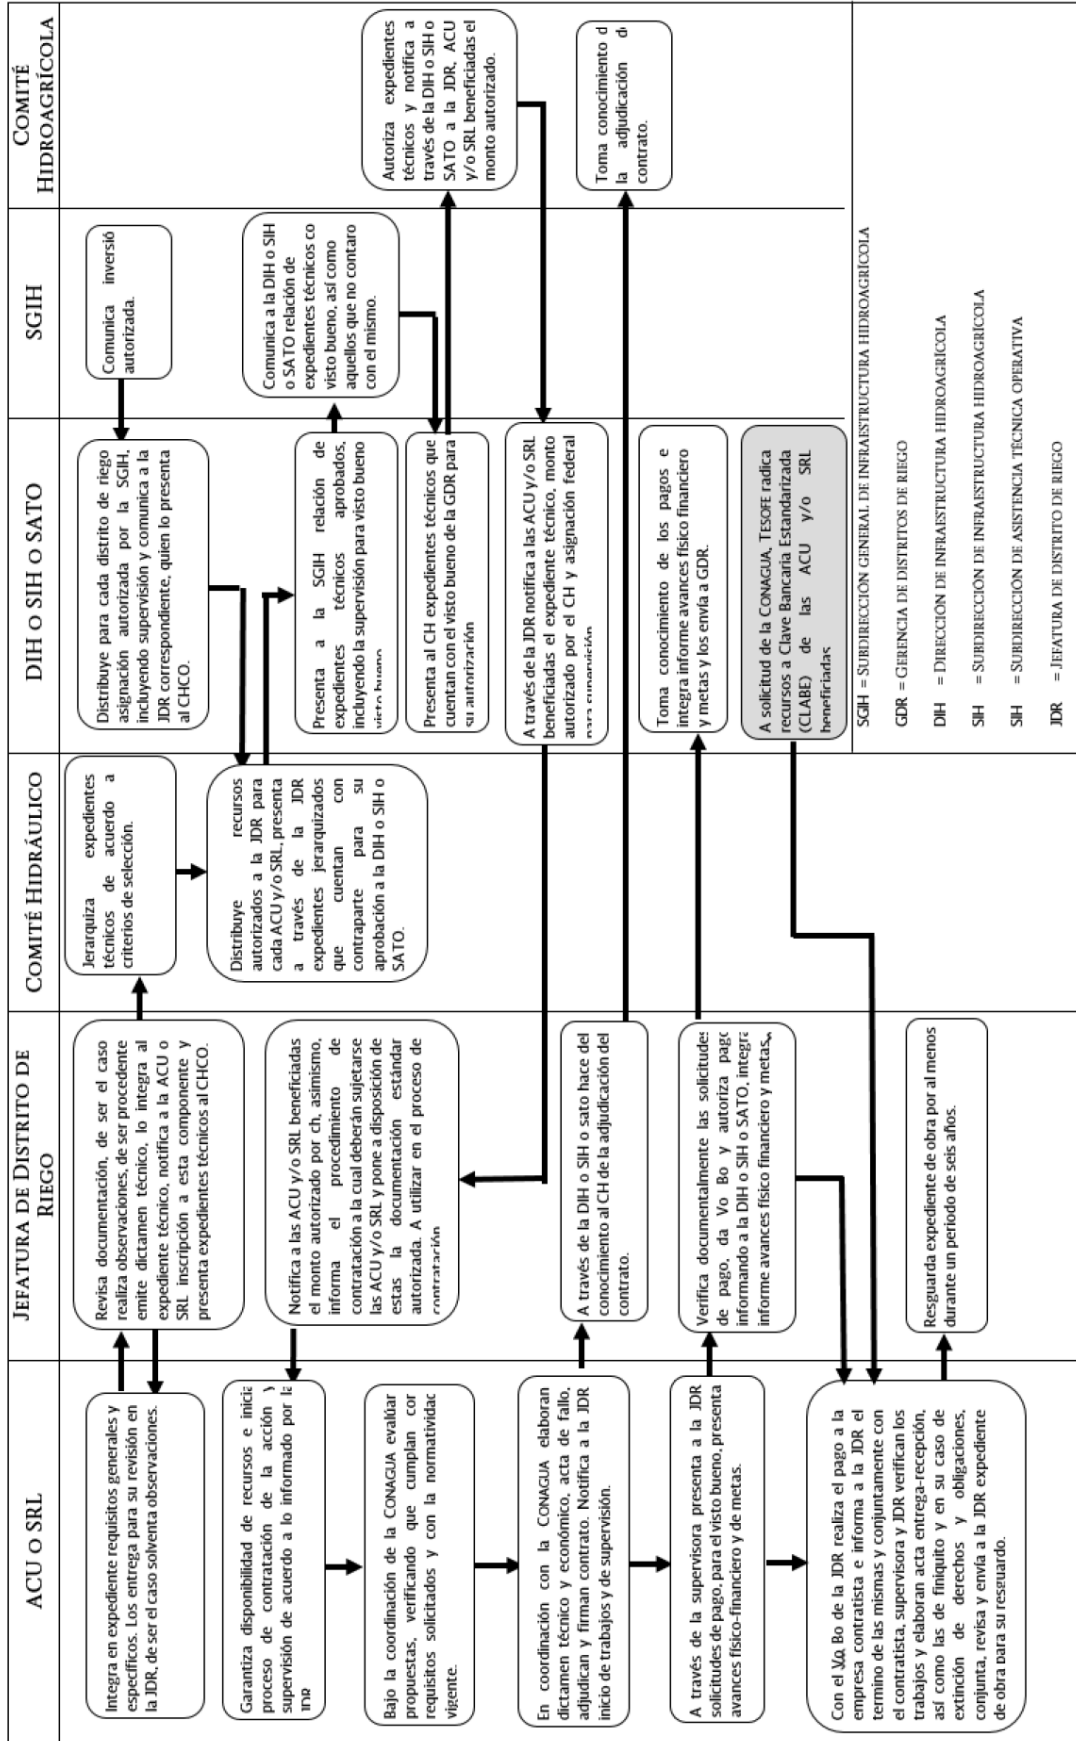 ACU O SRL
JEFATURA DE DISTRITO DE
RIEGO
COMITÉ HIDRÁULICO
DIH O SIH O SATO
SGIH
COMITÉ
HIDROAGRÍCOLA
Integra en expediente requisitos generales y
específicos. Los entrega para su revisión en
la JDR, de ser el caso solventa observaciones.
Revisa documentación, de ser el caso
realiza observaciones, de ser procedente
emite dictamen técnico, lo integra al
expediente técnico, notifica a la ACU o
SRL inscripción a esta componente y
presenta expedientes técnicos al CHCO.
Jerarquiza expedientes
técnicos de acuerdo a
criterios de selección.
Distribuye recursos
autorizados a la JDR para
cada ACU y/o SRL, presenta
a través de la JDR
expedientes jerarquizados
que cuentan con
contraparte para su
aprobación a la DIH o SIH o
SATO.
Distribuye para cada distrito de riego
asignación autorizada por la SGIH,
incluyendo supervisión y comunica a la
JDR correspondiente, quien lo presenta
al CHCO.
Comunica inversió
autorizada.
Presenta a la SGIH relación de
expedientes técnicos aprobados,
incluyendo la supervisión para visto bueno
visto bueno
Comunica a la DIH o SIH
o SATO relación de
expedientes técnicos co
visto bueno, así como
aquellos que no contaro
con el mismo.
Presenta al CH expedientes técnicos que
cuentan con el visto bueno de la GDR para
su autorización
Autoriza expedientes
técnicos y notifica a
través de la DIH o SIH o
SATO a la JDR, ACU
y/o SRL beneficiadas el
monto autorizado.
A través de la JDR notifica a las ACU y/o SRL
beneficiadas el expediente técnico, monto
autorizado por el CH y asignación federal
para supervisión
Notifica a las ACU y/o SRL beneficiadas
el monto autorizado por ch, asimismo,
informa el procedimiento de
contratación a la cual deberán sujetarse
las ACU y/o SRL y pone a disposición de
estas la documentación estándar
autorizada. A utilizar en el proceso de
contratación
Garantiza disponibilidad de recursos e inicia
proceso de contratación de la acción y
supervisión de acuerdo a lo informado por la
JDR
Bajo la coordinación de la CONAGUA evalúar
propuestas, verificando que cumplan cor
requisitos solicitados y con la normatividac
vigente.
En coordinación con la CONAGUA elaboran
dictamen técnico y económico, acta de fallo,
adjudican y firman contrato. Notifica a la JDR
inicio de trabajos y de supervisión.
A través de la DIH o SIH o sato hace del
conocimiento al CH de la adjudicación del
contrato.
Toma conocimiento d
la adjudicación de
contrato.
A través de la supervisora presenta a la JDR
solicitudes de pago, para el visto bueno, presenta
avances físico-financiero y de metas.
Verifica documentalmente las solicitudes
de pago, da Vo Bo y autoriza pago
informando a la DIH o SIH o SATO, integra
informe avances físico financiero y metas,
Toma conocimiento de los pagos e
integra informe avances físico financiero
y metas y los envía a GDR.
A solicitud de la CONAGUA, TESOFE radica
recursos a Clave Bancaria Estandarizada
(CLABE) de las ACU y/o SRL
beneficiadas
Con el Vo Bo de la JDR realiza el pago a la
empresa contratista e informa a la JDR el
termino de las mismas y conjuntamente con
el contratista, supervisora y JDR verifican los
trabajos y elaboran acta entrega-recepción,
así como las de finiquito y en su caso de
extinción de derechos y obligaciones,
conjunta, revisa y envía a la JDR expediente
de obra para su resguardo.
Resguarda expediente de obra por al menos
durante un periodo de seis años.
SGIH = SUBDIRECCIÓN GENERAL DE INFRAESTRUCTURA HIDROAGRÍCOLA
GDR = GERENCIA DE DISTRITOS DE RIEGO
DIH = DIRECCIÓN DE INFRAESTRUCTURA HIDROAGRÍCOLA
SIH = SUBDIRECCIÓN DE INFRAESTRUCTURA HIDROAGRÍCOLA
SIH = SUBDIRECCIÓN DE ASISTENCIA TÉCNICA OPERATIVA
JDR = JEFATURA DE DISTRITO DE RIEGO